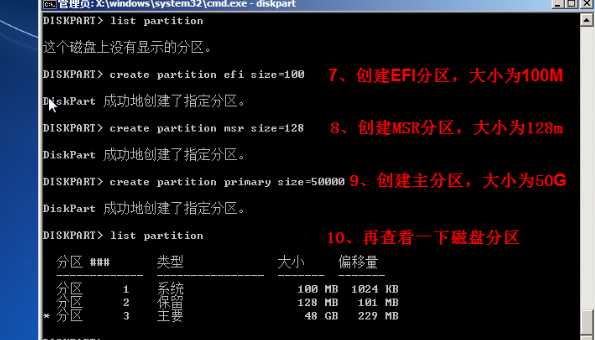 管理员: X:\windows\system32\cmd.exe - diskpart
DISKPART> list partition
这个磁盘上没有显示的分区。
DISKPART> create partition efi size=100 7、创建EFI分区，大小为100M
DiskPart 成功地创建了指定分区。
DISKPART> create partition msr size=128 8、创建MSR分区，大小为128m
DiskPart 成功地创建了指定分区。
DISKPART> create partition primary size=50000 9、创建主分区，大小为50G
DiskPart 成功地创建了指定分区。
DISKPART> list partition 10、再查看一下磁盘分区
分区 ### 类型 大小 偏移量
------------- ---------------- ------- -------
分区 1 系统 100 MB 1024 KB
分区 2 保留 128 MB 101 MB
* 分区 3 主要 48 GB 229 MB